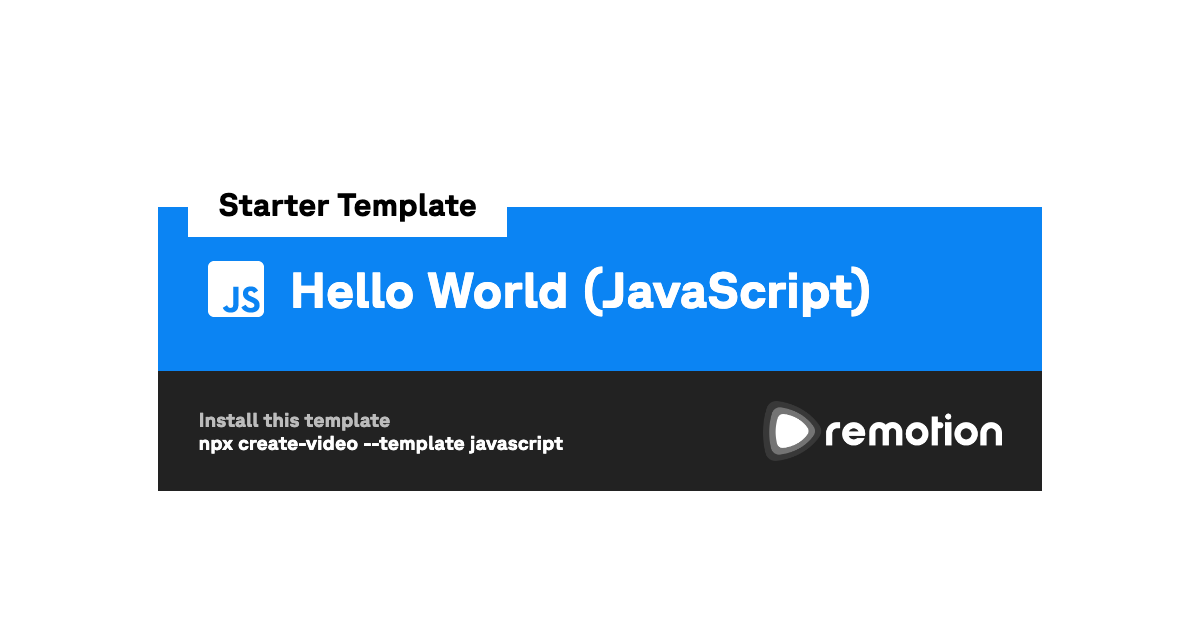 Starter Template
JS Hello World (JavaScript)
Install this template
npx create-video --template javascript
remotion